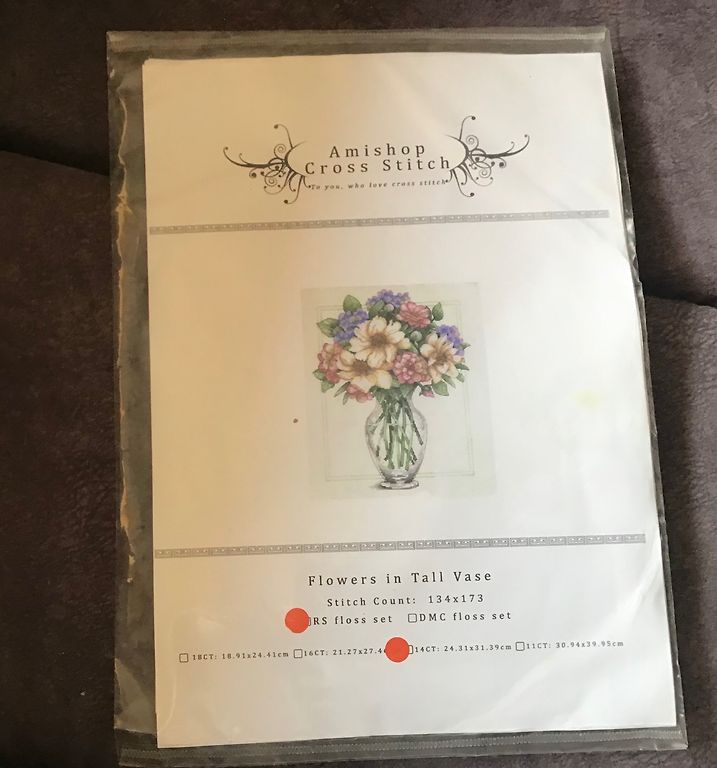 Amishop
Cross Stitch
To you, who love cross stitch
Flowers in Tall Vase
Stitch Count: 134x173
RS floss set DMC floss set
18CT: 18.91x24.41cm 16CT: 21.27x27.4 14CT: 24.31x31.39cm 11CT: 30.94x39.95cm